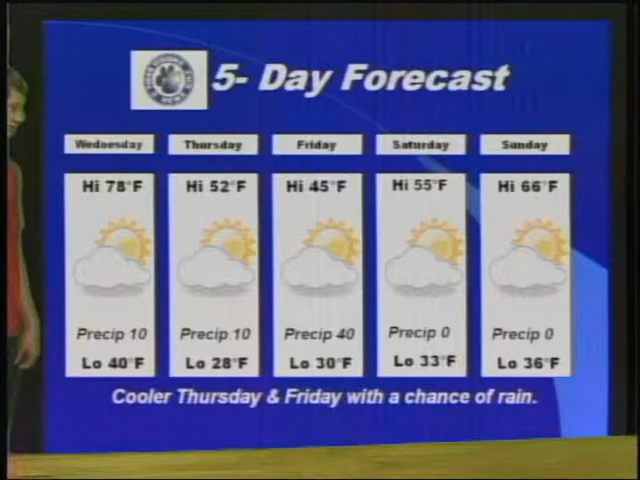 5- Day Forecast
Wednesday Thursday Friday Saturday Sunday
Hi 78°F Hi 52°F Hi 45°F Hi 55°F Hi 66°F
Precip 10 Precip 10 Precip 40 Precip 0 Precip 0
Lo 40°F Lo 28°F Lo 30°F Lo 33°F Lo 36°F
Cooler Thursday & Friday with a chance of rain.